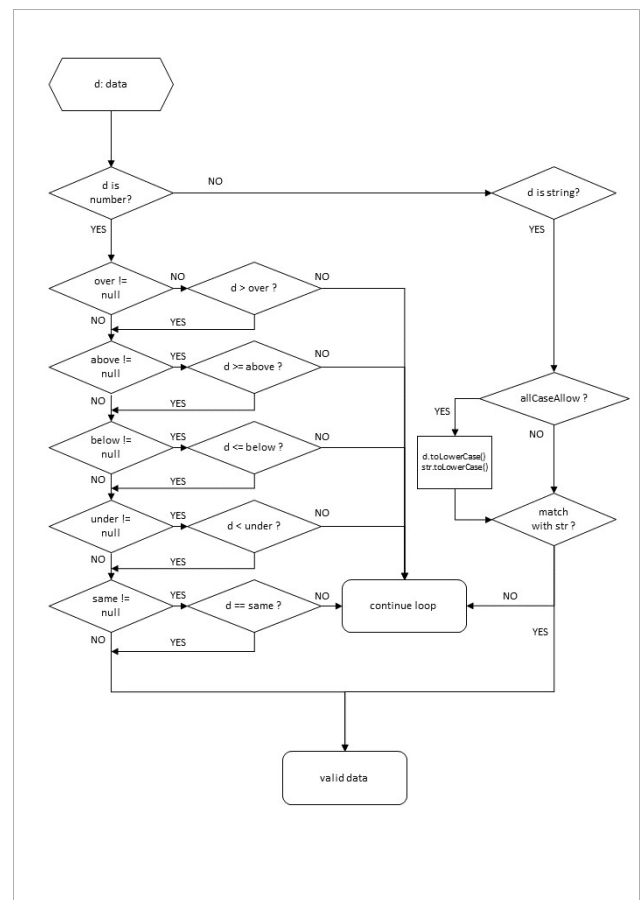 d: data
d is
number?
NO
d is string?
YES
YES
over !=
null
NO
d > over ?
NO
NO
YES
above !=
null
YES
d >= above ?
NO
NO
YES
allCaseAllow ?
YES
NO
below !=
null
YES
d <= below ?
NO
d.toLowerCase()
str.toLowerCase()
NO
YES
under !=
null
YES
d < under ?
NO
match
with str ?
NO
YES
same !=
null
YES
d == same ?
NO
continue loop
NO
NO
YES
YES
valid data